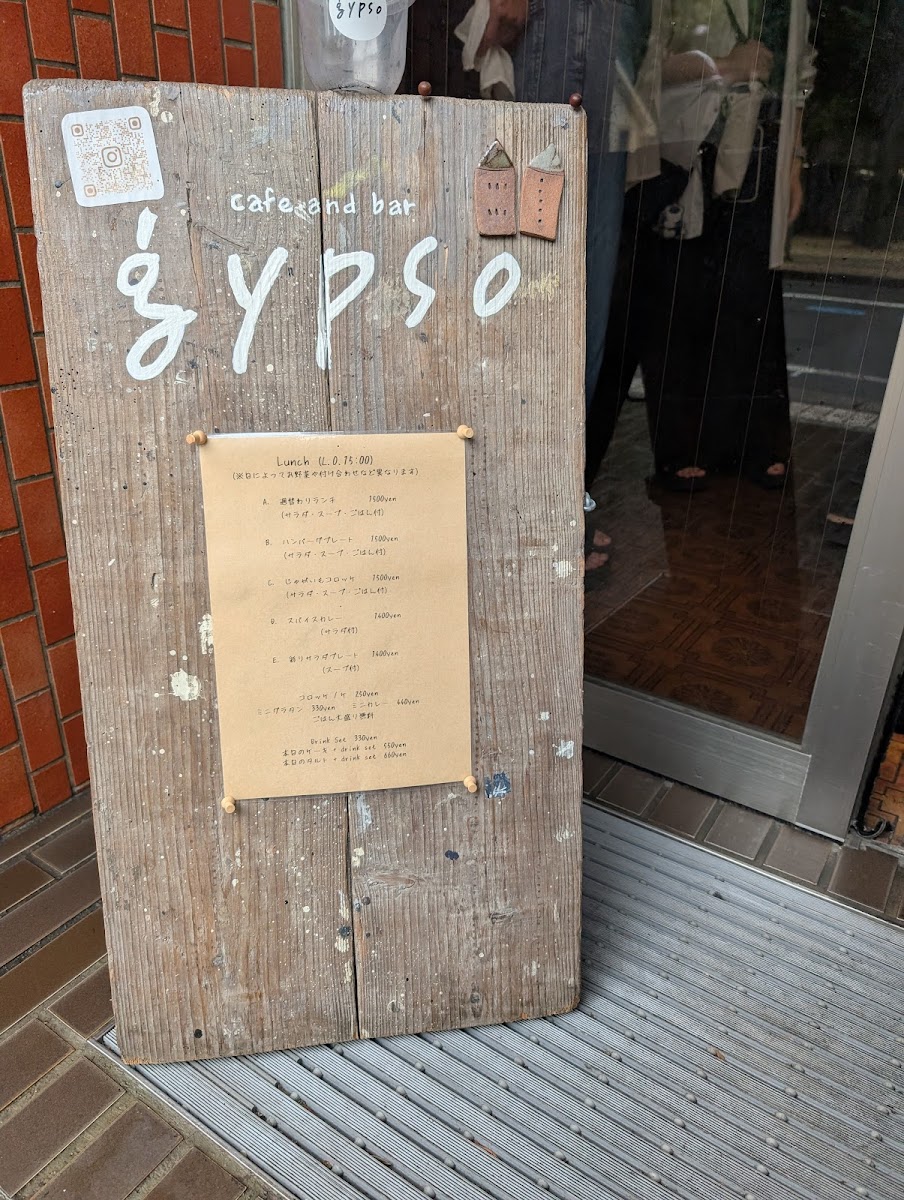 gypso
cafe and bar
gypso
Lunch (L.O.15:00)
(※日によってお野菜や付け合わせなど異なります)
A. 週替わりランチ 1500yen
(サラダ・スープ・ごはん付)
B. ハンバーグプレート 1500yen
(サラダ・スープ・ごはん付)
C. じゃがいもコロッケ 1500yen
(サラダ・スープ・ごはん付)
D. スパイスカレー 1400yen
(サラダ付)
E. 彩りサラダプレート 1400yen
(スープ付)
コロッケ / ケ 250yen
ミニグラタン 330yen ミニカレー 440yen
ごはん大盛り無料
Drink Set 330yen
本日のケーキ + drink set 550yen
本日のタルト + drink set 660yen